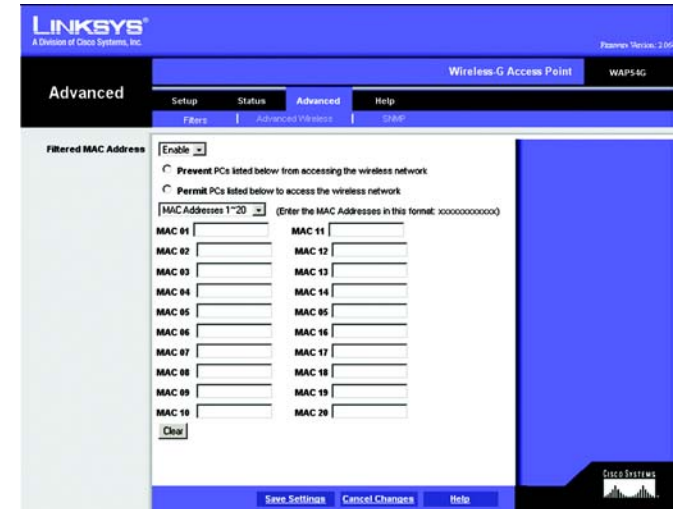 LINKSYS®
A Division of Cisco Systems, Inc.
Firmware Version: 2.06
Wireless-G Access Point WAP54G
Advanced
Setup Status Advanced Help
Filters | Advanced Wireless | SNMP
Filtered MAC Address
Enable
Prevent PCs listed below from accessing the wireless network
Permit PCs listed below to access the wireless network
MAC Addresses 1~20 (Enter the MAC Addresses in this format: xxxxxxxxxxxx)
MAC 01 MAC 11
MAC 02 MAC 12
MAC 03 MAC 13
MAC 04 MAC 14
MAC 05 MAC 05
MAC 06 MAC 16
MAC 07 MAC 17
MAC 08 MAC 18
MAC 09 MAC 19
MAC 10 MAC 20
Clear
Save Settings Cancel Changes Help
CISCO SYSTEMS